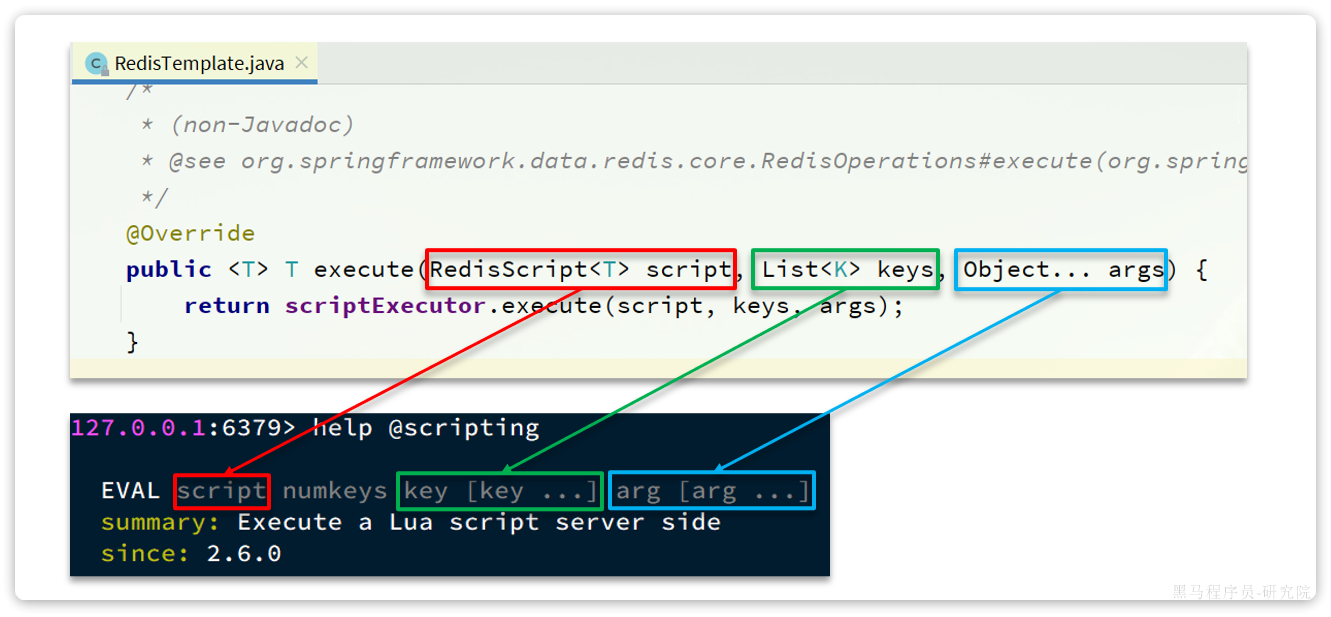 RedisTemplate.java
/*
* (non-Javadoc)
* @see org.springframework.data.redis.core.RedisOperations#execute(org.spring
*/
@Override
public <T> T execute(RedisScript<T> script, List<K> keys, Object... args) {
return scriptExecutor.execute(script, keys, args);
}
127.0.0.1:6379> help @scripting
EVAL script numkeys key [key ...] arg [arg ...]
summary: Execute a Lua script server side
since: 2.6.0
黑马程序员-研究院